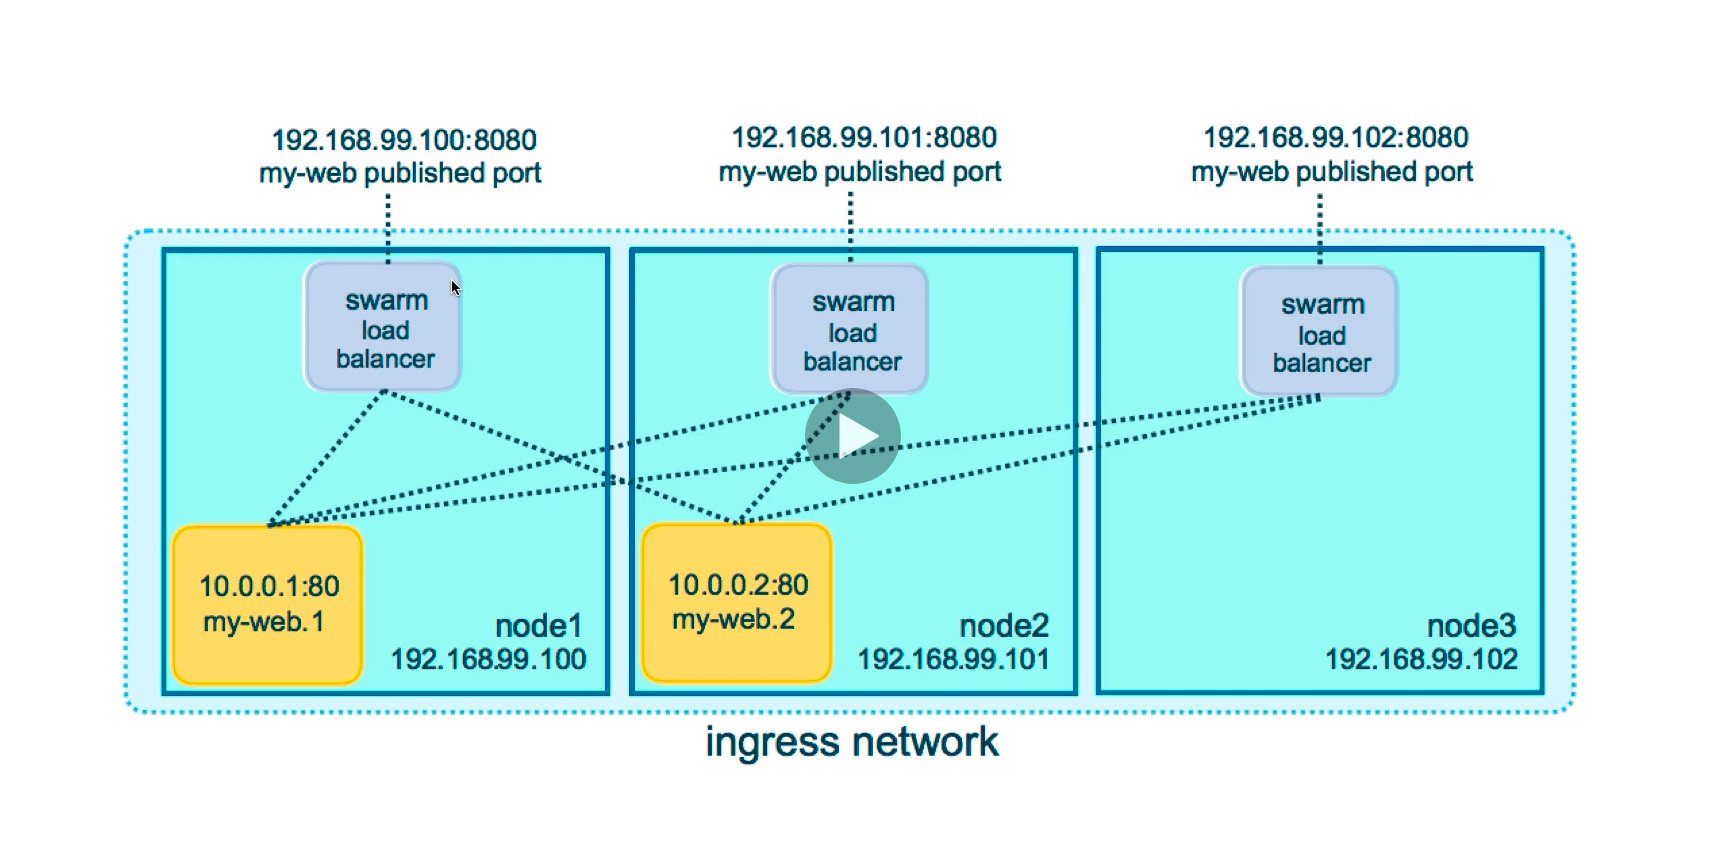 192.168.99.100:8080
my-web published port
192.168.99.101:8080
my-web published port
192.168.99.102:8080
my-web published port
swarm
load
balancer
swarm
load
balancer
swarm
load
balancer
10.0.0.1:80
my-web.1
node1
192.168.99.100
10.0.0.2:80
my-web.2
node2
192.168.99.101
node3
192.168.99.102
ingress network